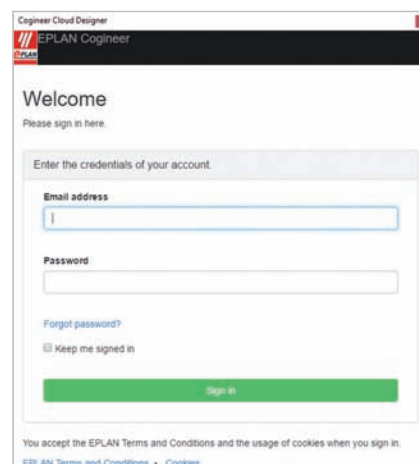 Cogineer Cloud Designer
EPLAN
EPLAN Cogineer
Welcome
Please sign in here.
Enter the credentials of your account.
Email address
Password
Forgot password?
Keep me signed in
Sign in
You accept the EPLAN Terms and Conditions and the usage of cookies when you sign in.
EPLAN Terms and Conditions • Cookies